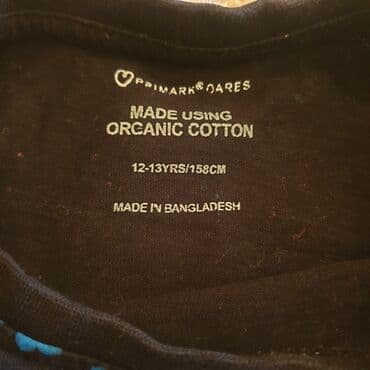 PRIMARK® CARES
MADE USING
ORGANIC COTTON
12-13YRS/158CM
MADE IN BANGLADESH